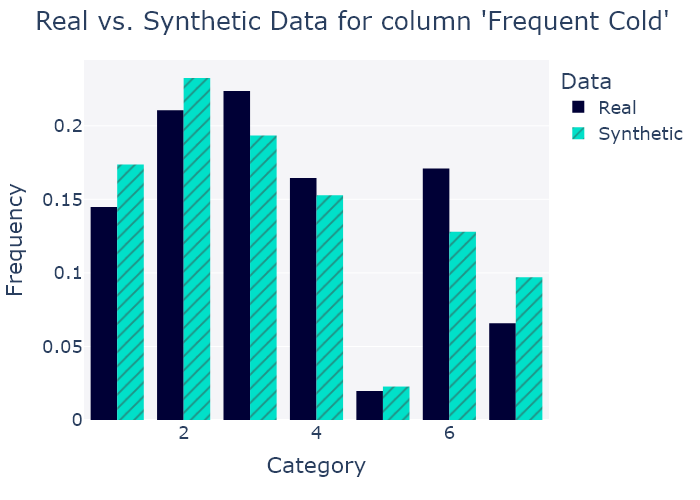 Real vs. Synthetic Data for column 'Frequent Cold'
Data
Real
Synthetic
0.2
0.15
0.1
0.05
0
Frequency
2 4 6
Category